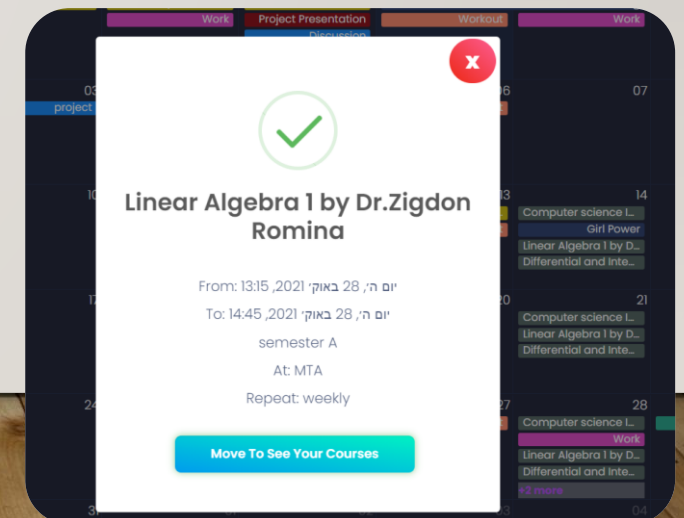 Work
Project Presentation
Workout
Work
Discussion
X
03
06
07
project
10
13
14
Linear Algebra 1 by Dr.Zigdon
Romina
Computer science I...
Girl Power
Linear Algebra 1 by D...
Differential and Inte...
From: 13:15 ,2021 יום ה׳, 28 באוק׳
To: 14:45 ,2021 יום ה׳, 28 באוק׳
semester A
At: MTA
Repeat: weekly
17
20
21
Computer science I...
Linear Algebra 1 by D...
Differential and Inte...
Move To See Your Courses
24
27
28
Computer science I...
Work
Linear Algebra 1 by D...
Differential and Inte...
+2 more
31
03
04